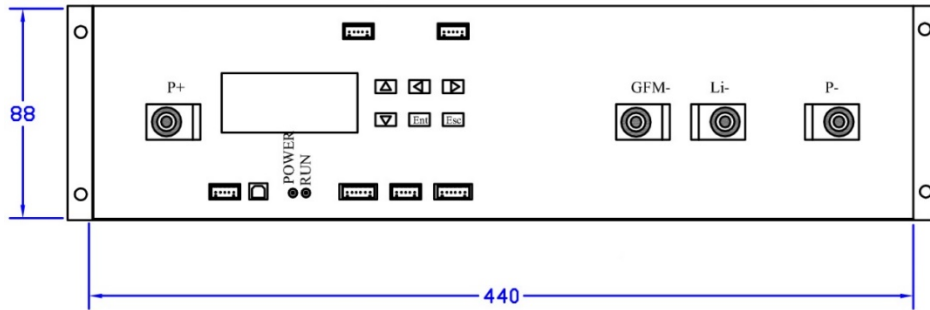 P+
GFM-
Li-
P-
88
Ent
Esc
POWER
RUN
440